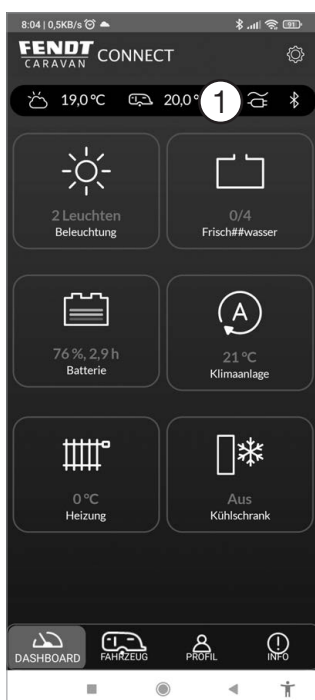 8:04 | 0,5KB/s
91
FENDT CONNECT
CARAVAN
19,0 °C 20,0 ° 1
2 Leuchten
Beleuchtung
0/4
Frisch##wasser
76 %, 2,9 h
Batterie
A
21 °C
Klimaanlage
0 °C
Heizung
Aus
Kühlschrank
DASHBOARD FAHRZEUG PROFIL INFO